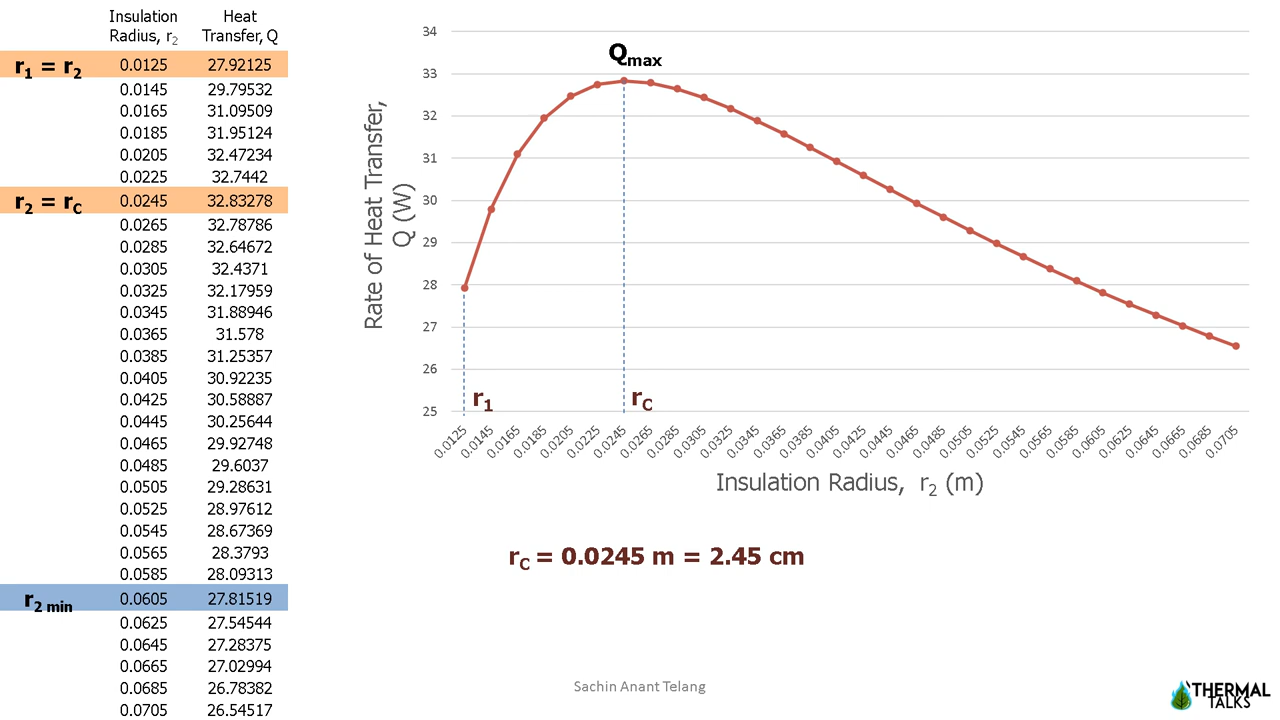 Insulation Radius, r2 Heat Transfer, Q
r1 = r2 0.0125 27.92125
0.0145 29.79532
0.0165 31.09509
0.0185 31.95124
0.0205 32.47234
0.0225 32.7442
r2 = rC 0.0245 32.83278
0.0265 32.78786
0.0285 32.64672
0.0305 32.4371
0.0325 32.17959
0.0345 31.88946
0.0365 31.578
0.0385 31.25357
0.0405 30.92235
0.0425 30.58887
0.0445 30.25644
0.0465 29.92748
0.0485 29.6037
0.0505 29.28631
0.0525 28.97612
0.0545 28.67369
0.0565 28.3793
0.0585 28.09313
r2 min 0.0605 27.81519
0.0625 27.54544
0.0645 27.28375
0.0665 27.02994
0.0685 26.78382
0.0705 26.54517
Rate of Heat Transfer,
Q (W)
34
33
32
31
30
29
28
27
26
25
Qmax
r1
rC
0.0125 0.0145 0.0165 0.0185 0.0205 0.0225 0.0245 0.0265 0.0285 0.0305 0.0325 0.0345 0.0365 0.0385 0.0405 0.0425 0.0445 0.0465 0.0485 0.0505 0.0525 0.0545 0.0565 0.0585 0.0605 0.0625 0.0645 0.0665 0.0685 0.0705
Insulation Radius, r2 (m)
rC = 0.0245 m = 2.45 cm
Sachin Anant Telang
THERMAL
TALKS